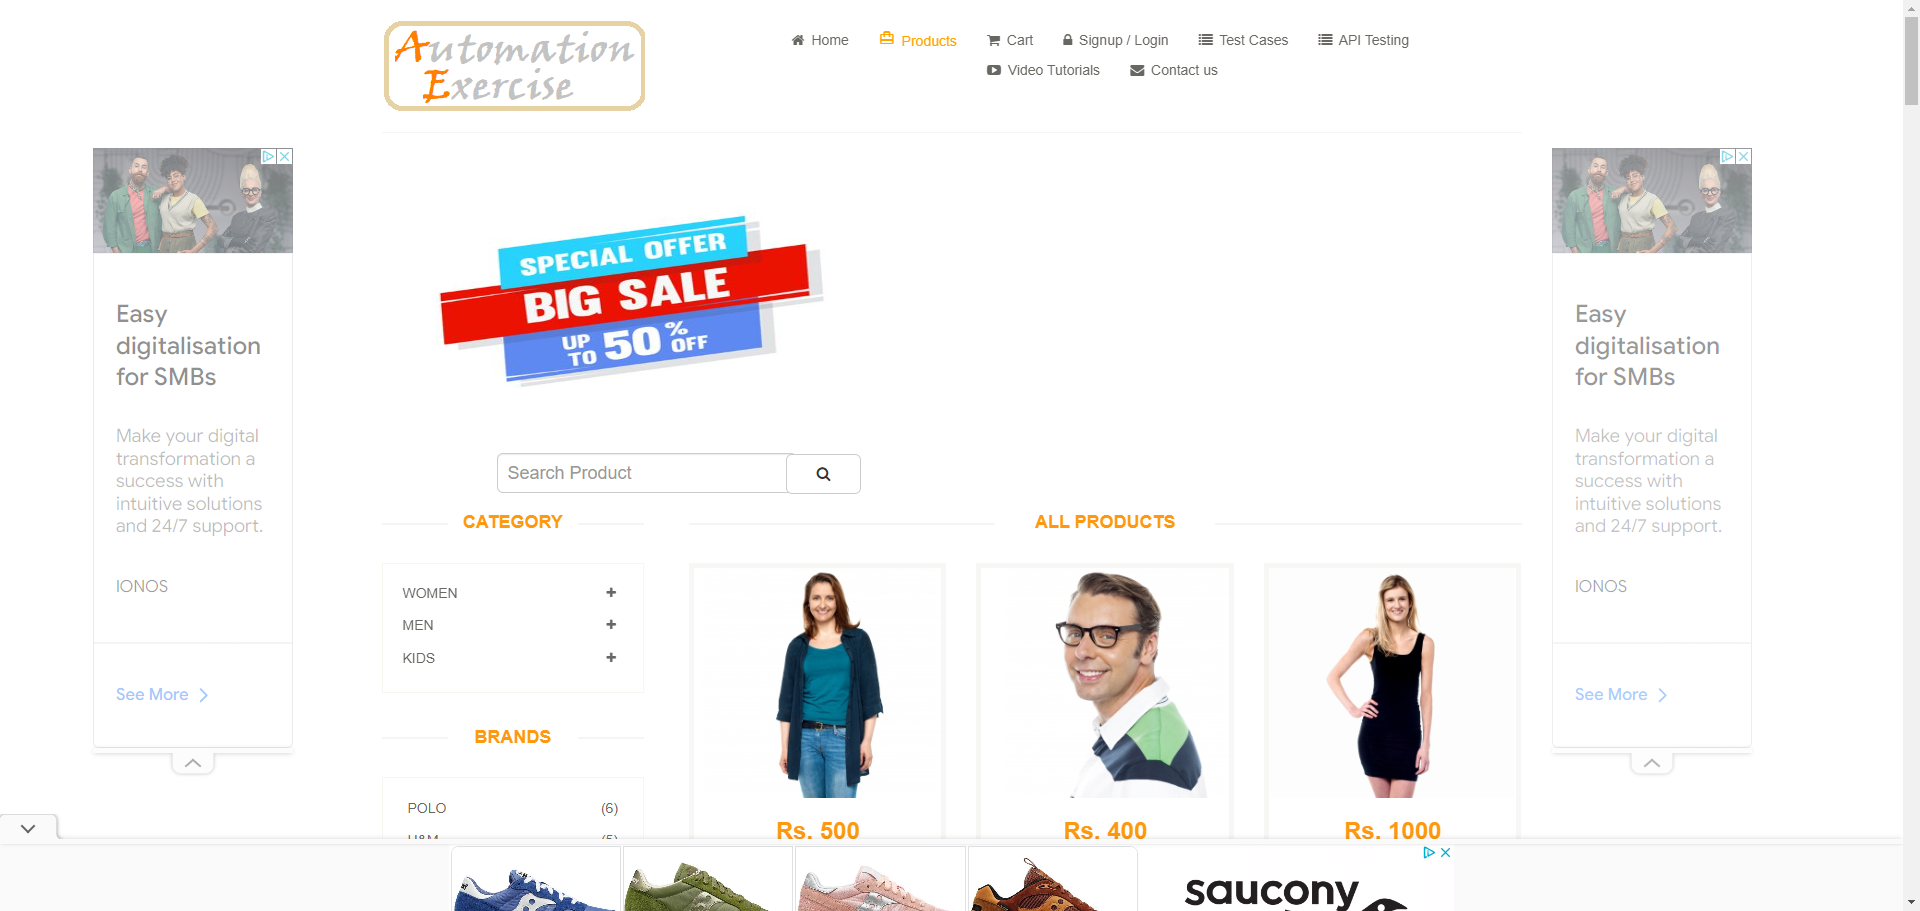 Automation
Exercise
Home
Products
Cart
Signup / Login
Test Cases
API Testing
Video Tutorials
Contact us
Easy
digitalisation
for SMBs
Make your digital
transformation a
success with
intuitive solutions
and 24/7 support.
IONOS
See More
SPECIAL OFFER
BIG SALE
UP TO 50% OFF
Search Product
CATEGORY
WOMEN
MEN
KIDS
BRANDS
POLO (6)
H&M (5)
ALL PRODUCTS
Rs. 500
Rs. 400
Rs. 1000
Easy
digitalisation
for SMBs
Make your digital
transformation a
success with
intuitive solutions
and 24/7 support.
IONOS
See More
saucony